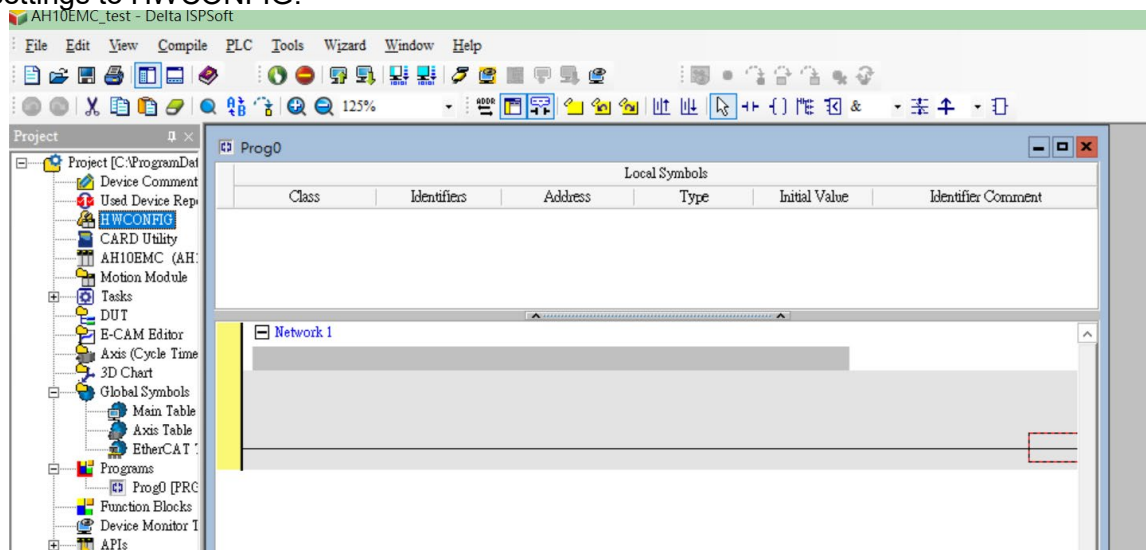 settings to HWCONFIG.
AH10EMC_test - Delta ISPSoft
File Edit View Compile PLC Tools Wizard Window Help
125%
Project
Prog0
Local Symbols
Class Identifiers Address Type Initial Value Identifier Comment
Project [C:\ProgramDat
Device Comment
Used Device Rep
HWCONFIG
CARD Utility
AH10EMC (AH
Motion Module
Tasks
DUT
E-CAM Editor
Axis (Cycle Time
3D Chart
Global Symbols
Main Table
Axis Table
EtherCAT
Programs
Prog0 [PRG
Function Blocks
Device Monitor T
APIs
Network 1